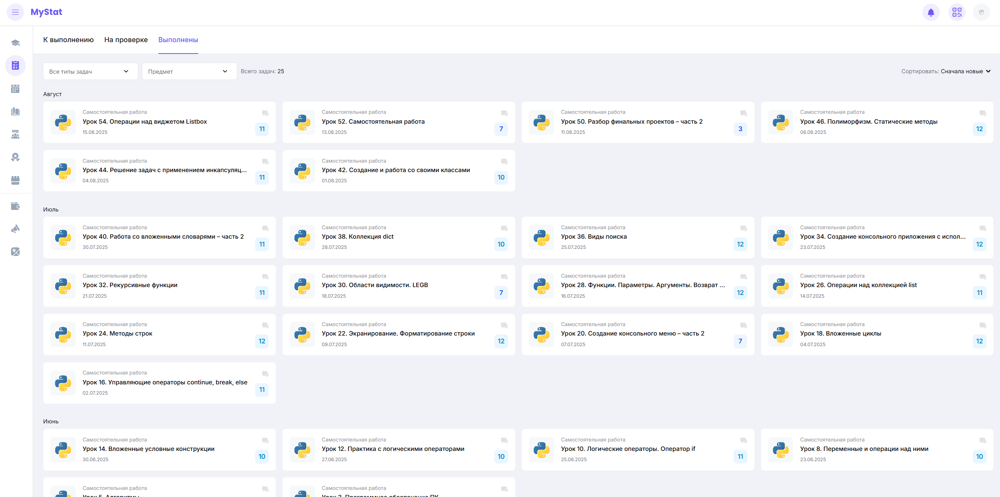 MyStat
К выполнению
На проверке
Выполнены
Все типы задач
Предмет
Всего задач: 25
Сортировать: Сначала новые
Август
Самостоятельная работа
Урок 54. Операции над виджетом Listbox
15.08.2025
11
Самостоятельная работа
Урок 52. Самостоятельная работа
13.08.2025
7
Самостоятельная работа
Урок 50. Разбор финальных проектов – часть 2
11.08.2025
3
Самостоятельная работа
Урок 46. Полиморфизм. Статические методы
06.08.2025
12
Самостоятельная работа
Урок 44. Решение задач с применением инкапсуляц...
04.08.2025
11
Самостоятельная работа
Урок 42. Создание и работа со своими классами
01.08.2025
10
Июль
Самостоятельная работа
Урок 40. Работа со вложенными словарями – часть 2
30.07.2025
11
Самостоятельная работа
Урок 38. Коллекция dict
28.07.2025
10
Самостоятельная работа
Урок 36. Виды поиска
25.07.2025
12
Самостоятельная работа
Урок 34. Создание консольного приложения с испол...
23.07.2025
12
Самостоятельная работа
Урок 32. Рекурсивные функции
21.07.2025
11
Самостоятельная работа
Урок 30. Области видимости. LEGB
18.07.2025
7
Самостоятельная работа
Урок 28. Функции. Параметры. Аргументы. Возврат ...
16.07.2025
12
Самостоятельная работа
Урок 26. Операции над коллекцией list
14.07.2025
11
Самостоятельная работа
Урок 24. Методы строк
11.07.2025
12
Самостоятельная работа
Урок 22. Экранирование. Форматирование строки
09.07.2025
12
Самостоятельная работа
Урок 20. Создание консольного меню – часть 2
07.07.2025
7
Самостоятельная работа
Урок 18. Вложенные циклы
04.07.2025
12
Самостоятельная работа
Урок 16. Управляющие операторы continue, break, else
02.07.2025
11
Июнь
Самостоятельная работа
Урок 14. Вложенные условные конструкции
30.06.2025
10
Самостоятельная работа
Урок 12. Практика с логическими операторами
27.06.2025
10
Самостоятельная работа
Урок 10. Логические операторы. Оператор if
25.06.2025
11
Самостоятельная работа
Урок 8. Переменные и операции над ними
23.06.2025
10
Самостоятельная работа
Урок 5. Алгоритмы
Самостоятельная работа
Урок 3. Программное обеспечение ПК